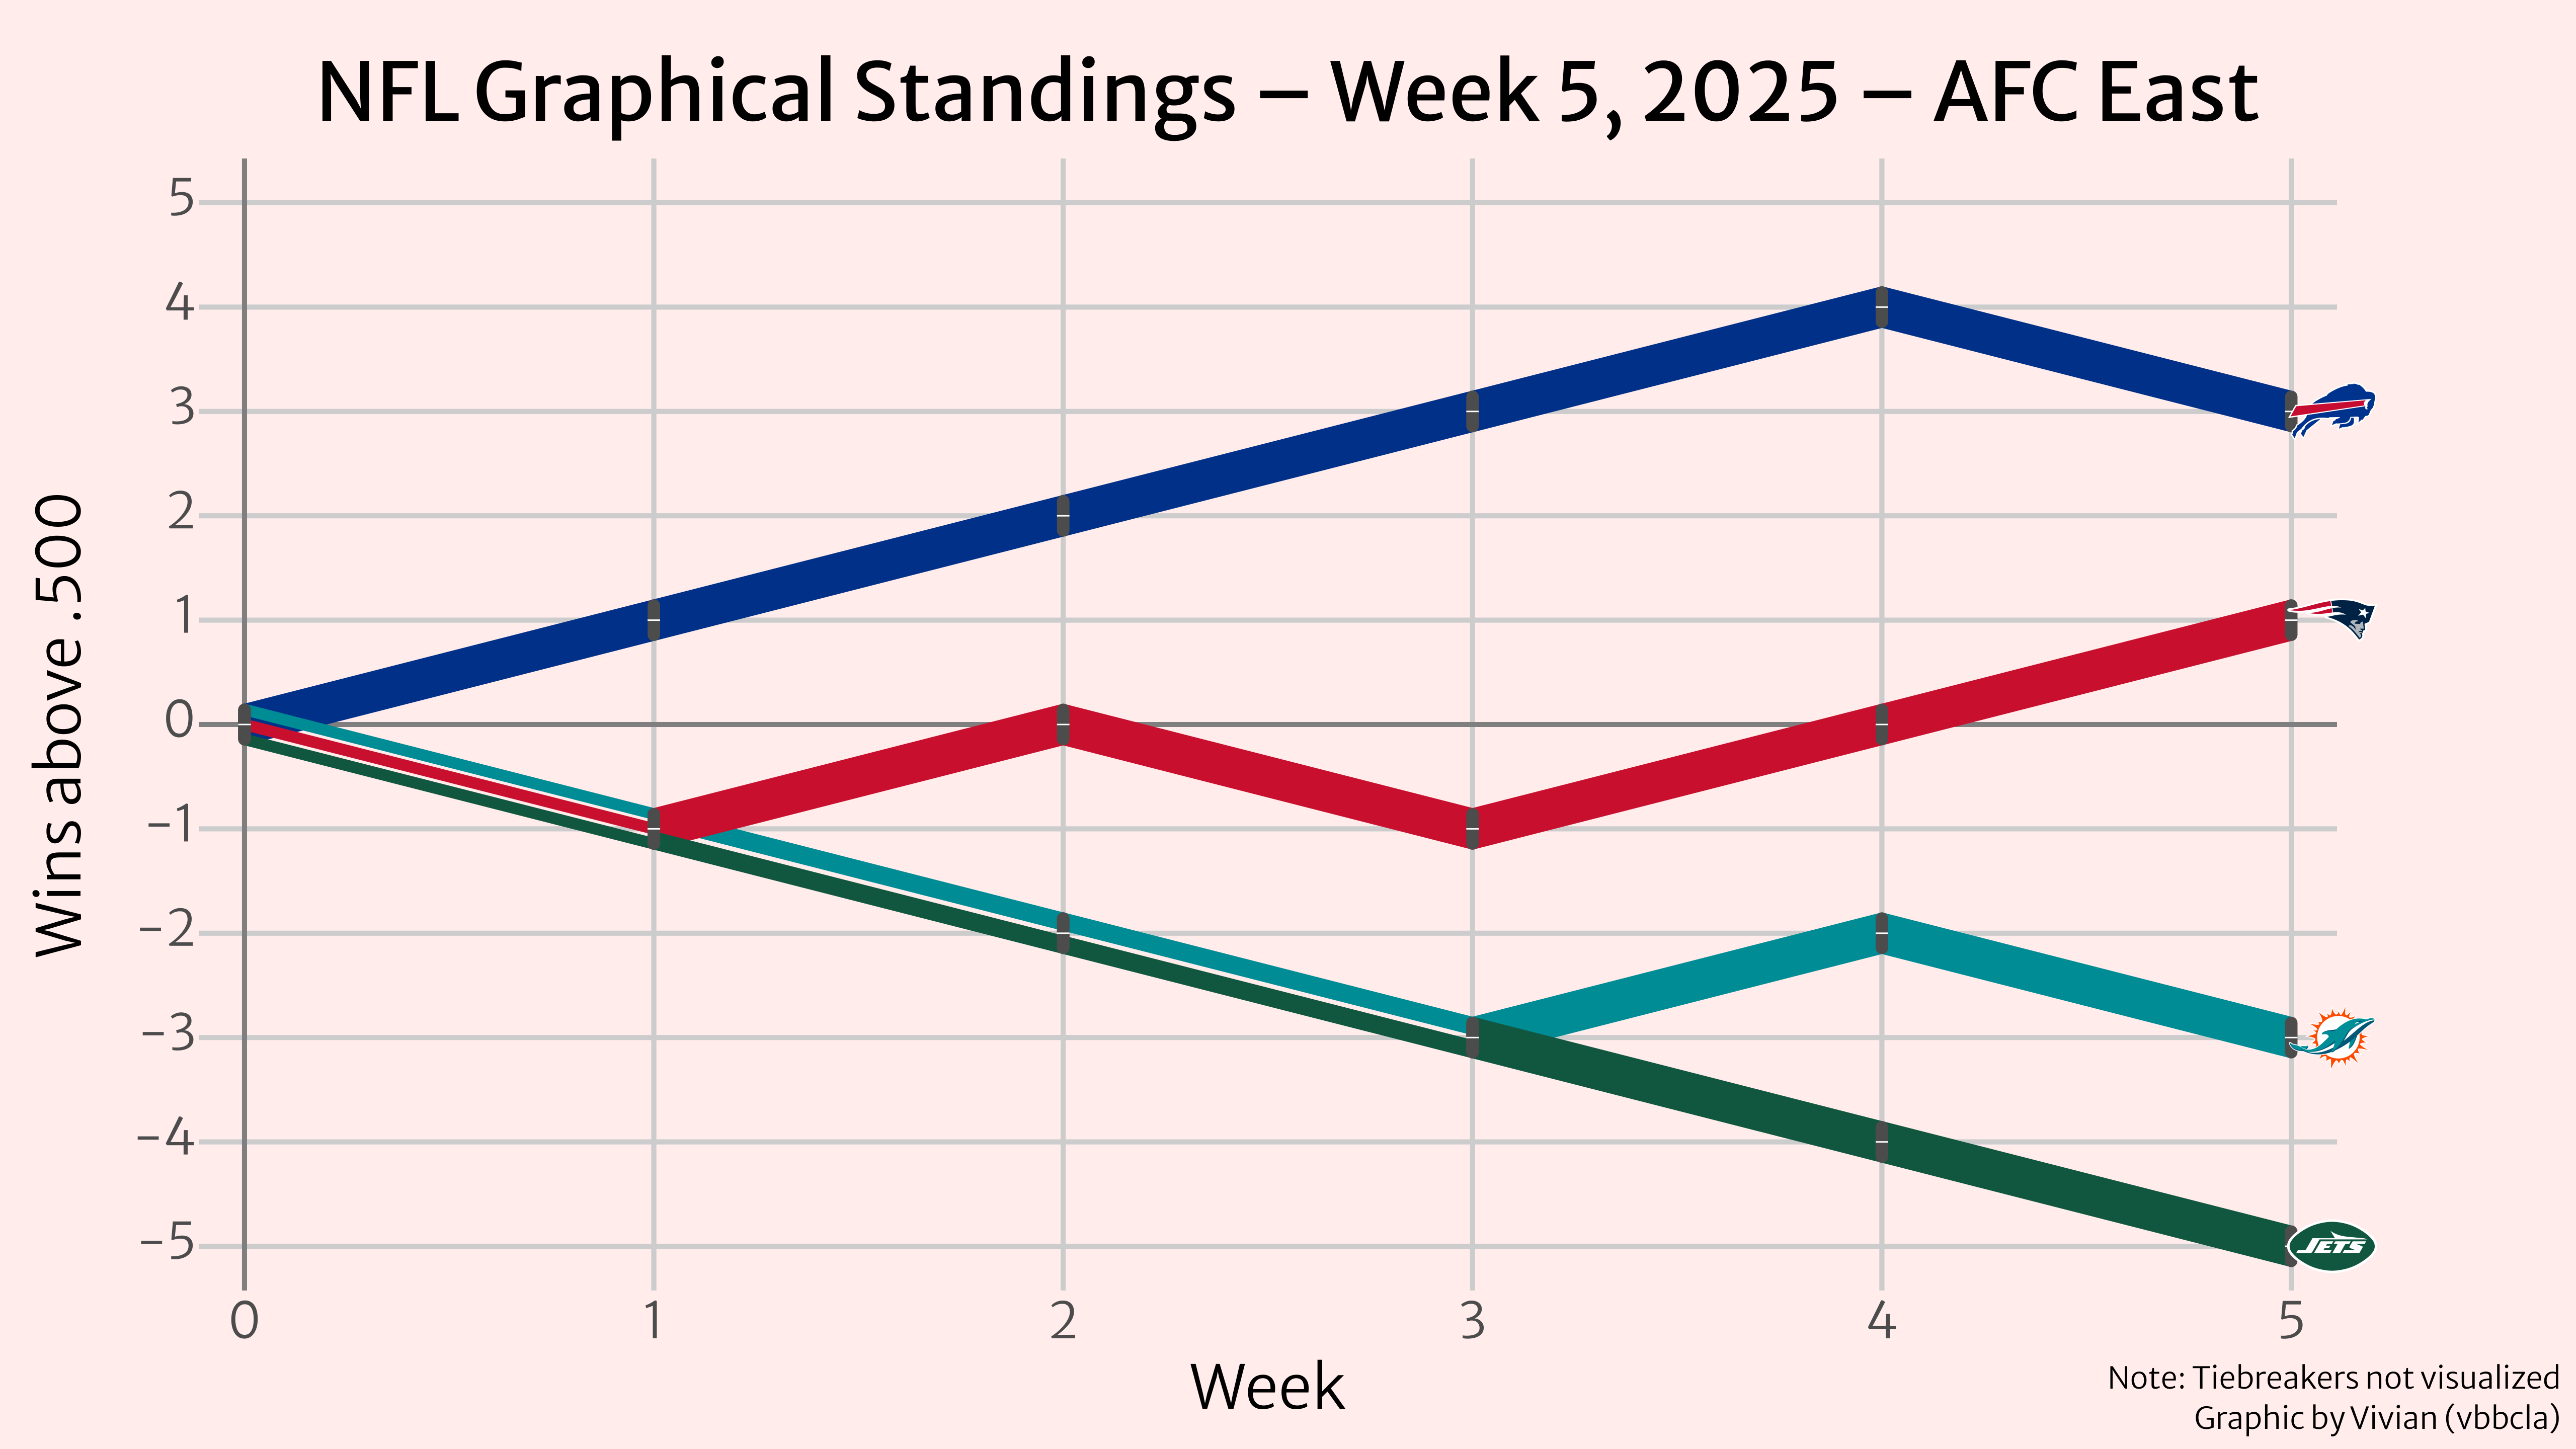 NFL Graphical Standings – Week 5, 2025 – AFC East
Wins above .500
5
4
3
2
1
0
−1
−2
−3
−4
−5
JETS
0 1 2 3 4 5
Week
Note: Tiebreakers not visualized
Graphic by Vivian (vbbcla)